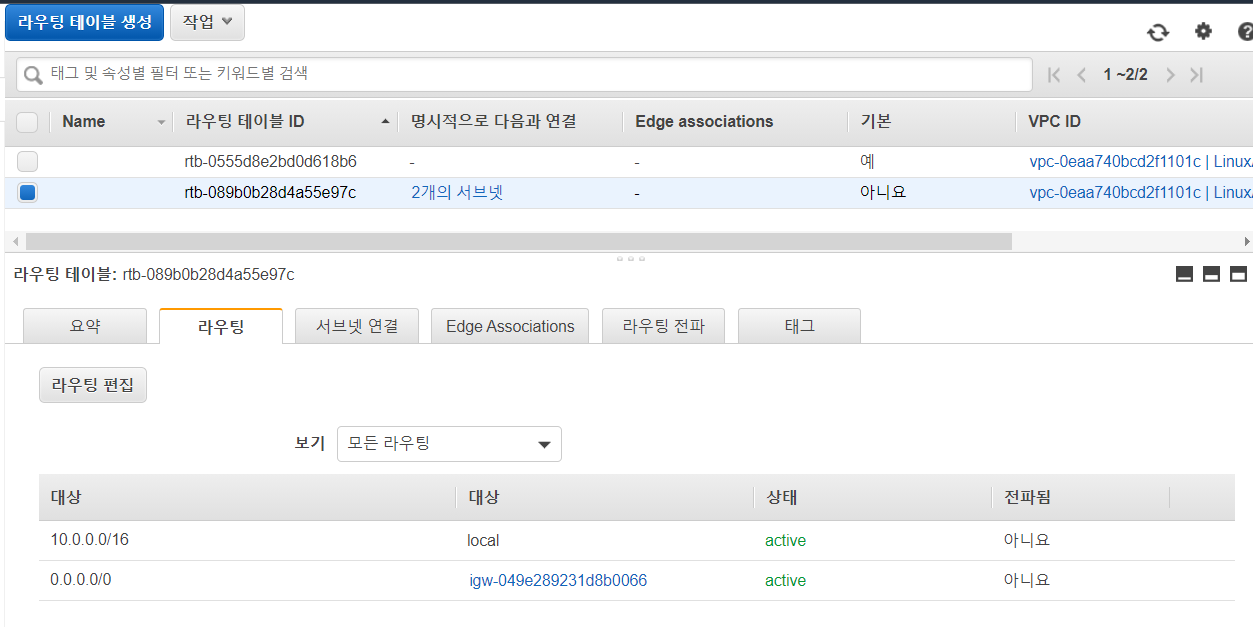 라우팅 테이블 생성 작업
태그 및 속성별 필터 또는 키워드별 검색 1 ~2/2
Name 라우팅 테이블 ID 명시적으로 다음과 연결 Edge associations 기본 VPC ID
rtb-0555d8e2bd0d618b6 - - 예 vpc-0eaa740bcd2f1101c | Linux
rtb-089b0b28d4a55e97c 2개의 서브넷 - 아니요 vpc-0eaa740bcd2f1101c | Linux
라우팅 테이블: rtb-089b0b28d4a55e97c
요약 라우팅 서브넷 연결 Edge Associations 라우팅 전파 태그
라우팅 편집
보기 모든 라우팅
대상 대상 상태 전파됨
10.0.0.0/16 local active 아니요
0.0.0.0/0 igw-049e289231d8b0066 active 아니요